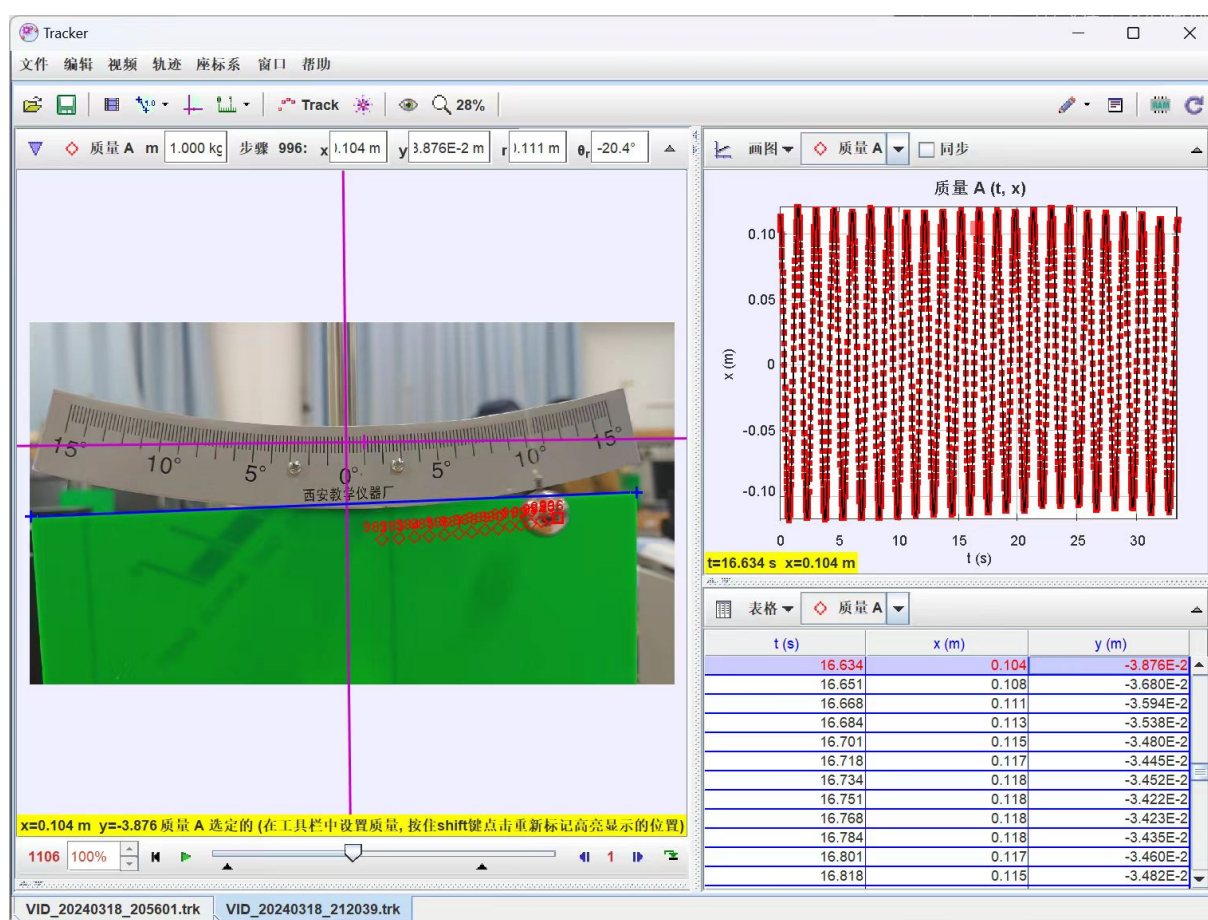 Tracker
文件 编辑 视频 轨迹 座标系 窗口 帮助
Track 28%
质量 A m 1.000 kg 步骤 996: x ).104 m y 3.876E-2 m r ).111 m θr -20.4°
画图 质量 A 同步
质量 A (t, x)
x (m)
0.10
0.05
0
-0.05
-0.10
0 5 10 15 20 25 30
t (s)
t=16.634 s x=0.104 m
15° 10° 5° 0° 5° 10° 15°
西安教学仪器厂
表格 质量 A
t (s) x (m) y (m)
16.634 0.104 -3.876E-2
16.651 0.108 -3.680E-2
16.668 0.111 -3.594E-2
16.684 0.113 -3.538E-2
16.701 0.115 -3.480E-2
16.718 0.117 -3.445E-2
16.734 0.118 -3.452E-2
16.751 0.118 -3.422E-2
16.768 0.118 -3.423E-2
16.784 0.118 -3.435E-2
16.801 0.117 -3.460E-2
16.818 0.115 -3.482E-2
x=0.104 m y=-3.876 质量 A 选定的 (在工具栏中设置质量, 按住shift键点击重新标记高亮显示的位置)
1106 100% 1
VID_20240318_205601.trk VID_20240318_212039.trk